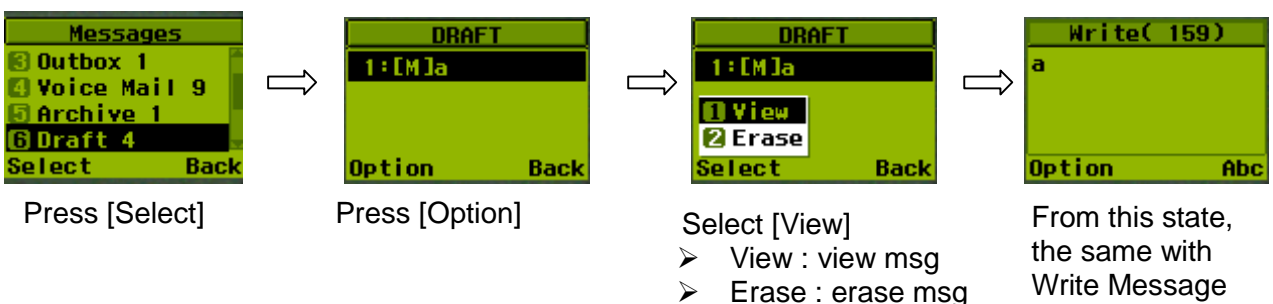 Messages
3 Outbox 1
4 Voice Mail 9
5 Archive 1
6 Draft 4
Select Back
Press [Select]
DRAFT
1:[M]a
Option Back
Press [Option]
DRAFT
1:[M]a
1 View
2 Erase
Select Back
Select [View]
➢ View : view msg
➢ Erase : erase msg
Write( 159)
a
Option Abc
From this state,
the same with
Write Message